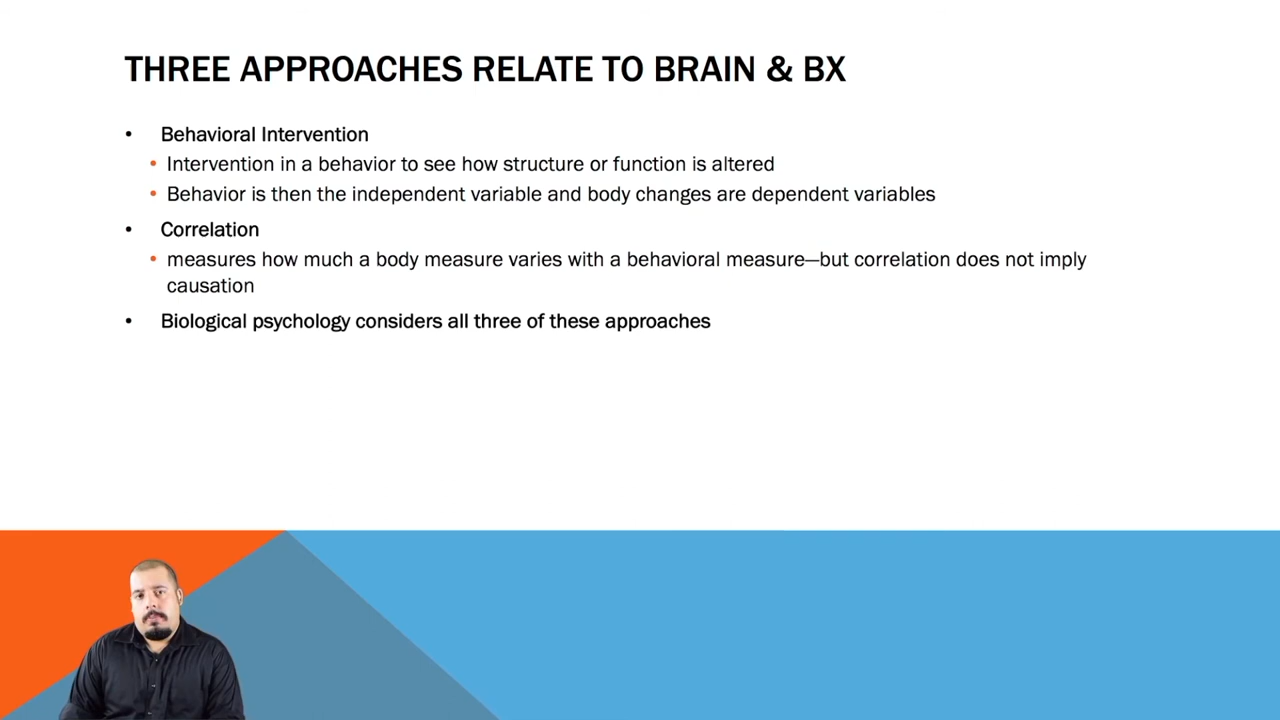 THREE APPROACHES RELATE TO BRAIN & BX
• Behavioral Intervention
• Intervention in a behavior to see how structure or function is altered
• Behavior is then the independent variable and body changes are dependent variables
• Correlation
• measures how much a body measure varies with a behavioral measure—but correlation does not imply
causation
• Biological psychology considers all three of these approaches